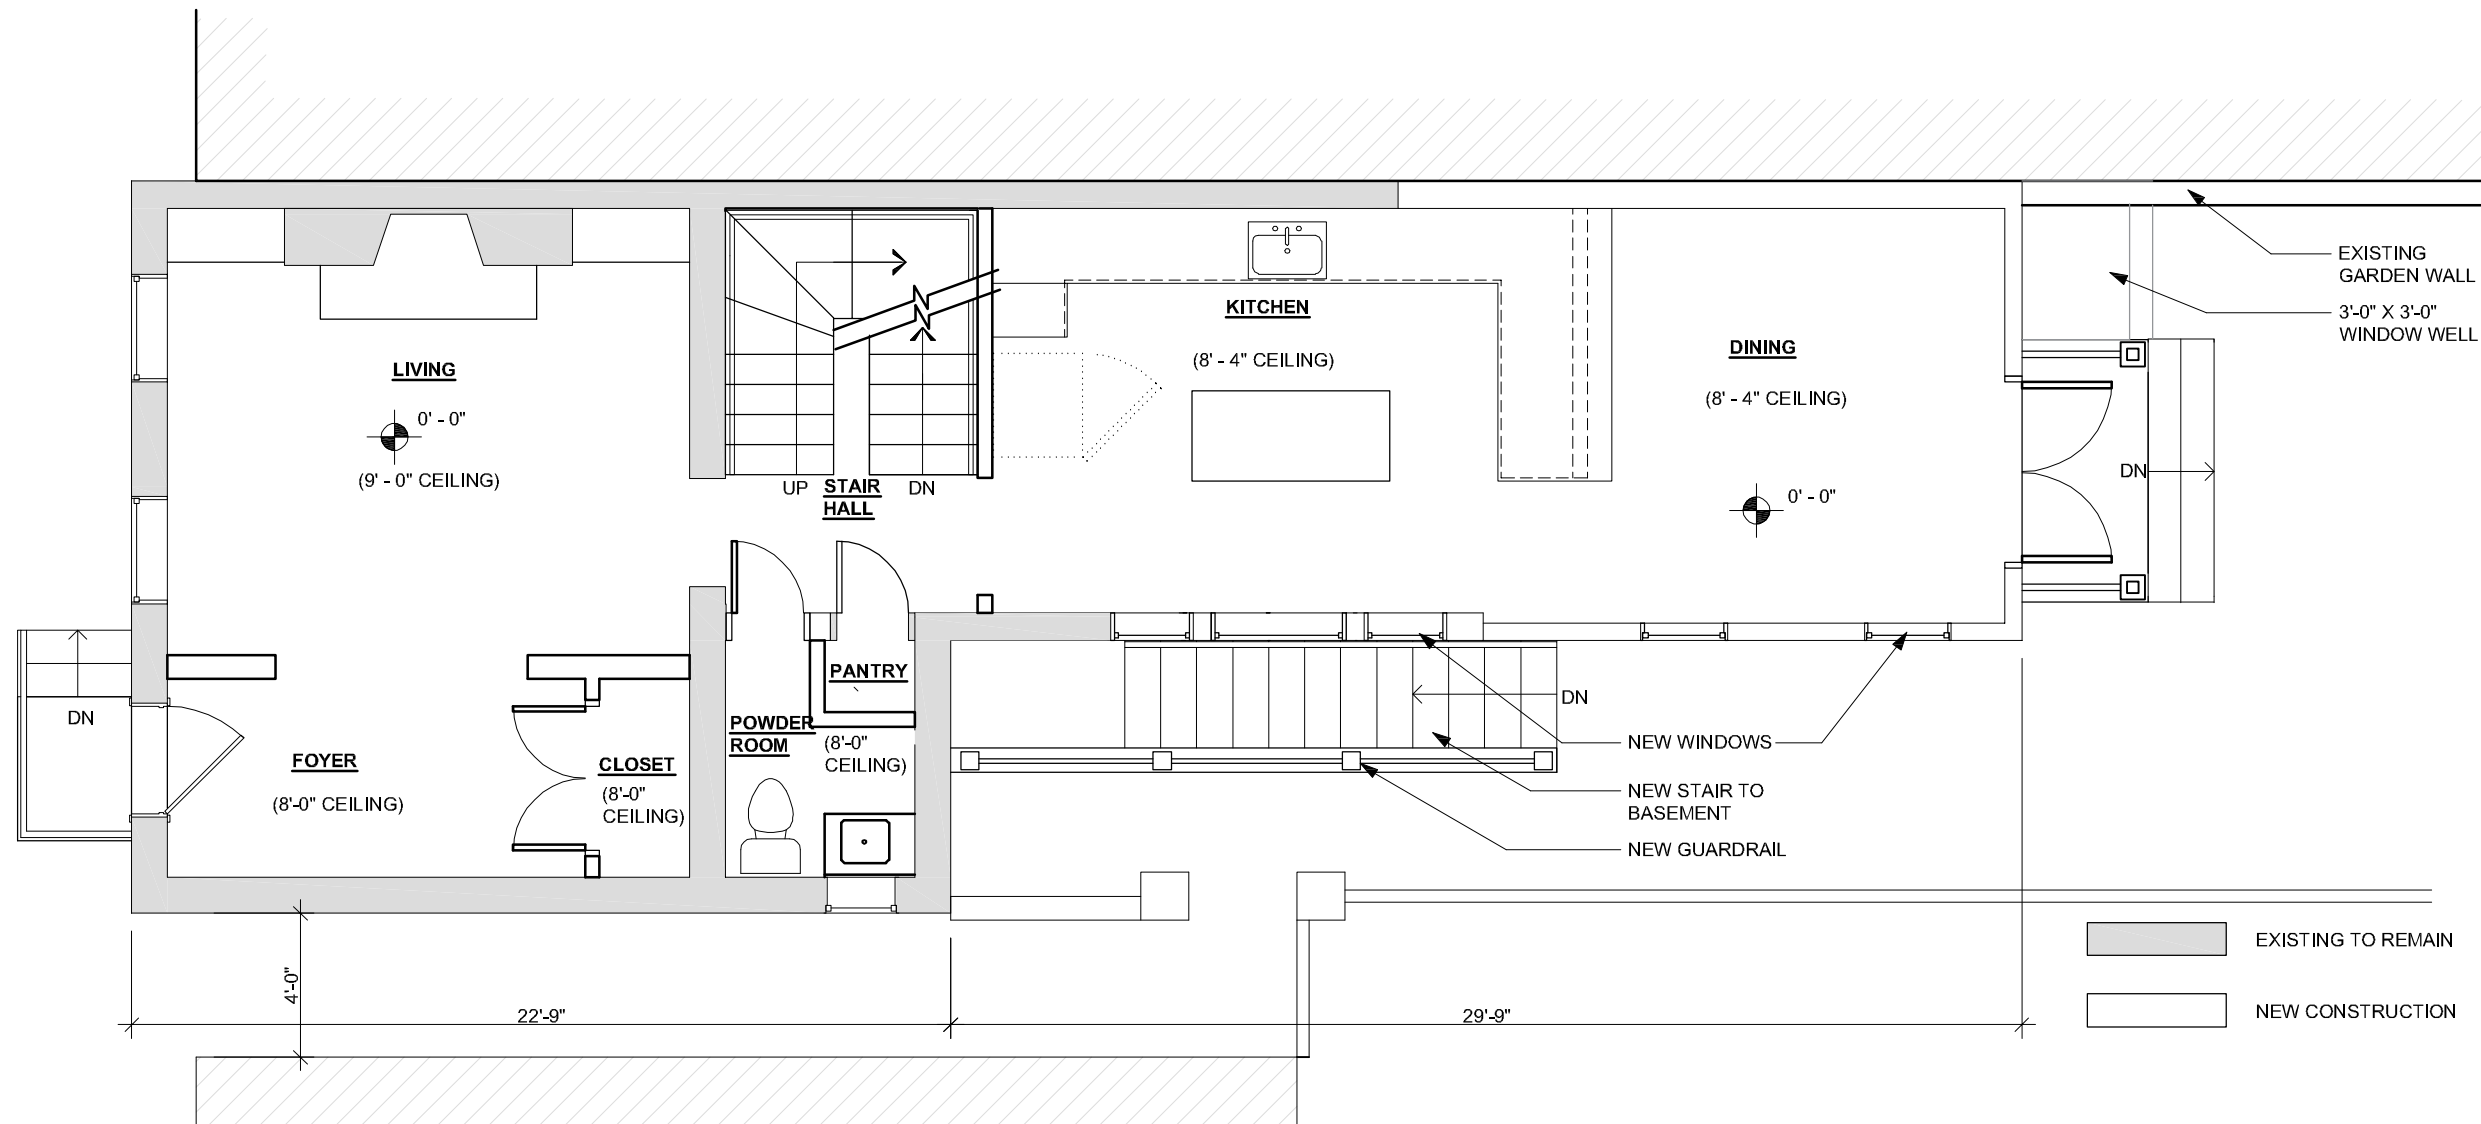 EXISTING
GARDEN WALL
3'-0" X 3'-0"
WINDOW WELL
KITCHEN
(8' - 4" CEILING)
DINING
(8' - 4" CEILING)
0' - 0"
LIVING
0' - 0"
(9' - 0" CEILING)
UP
STAIR
HALL
DN
DN
PANTRY
POWDER
ROOM
(8'-0"
CEILING)
DN
FOYER
(8'-0" CEILING)
CLOSET
(8'-0"
CEILING)
DN
NEW WINDOWS
NEW STAIR TO
BASEMENT
NEW GUARDRAIL
EXISTING TO REMAIN
NEW CONSTRUCTION
4'-0"
22'-9"
29'-9"